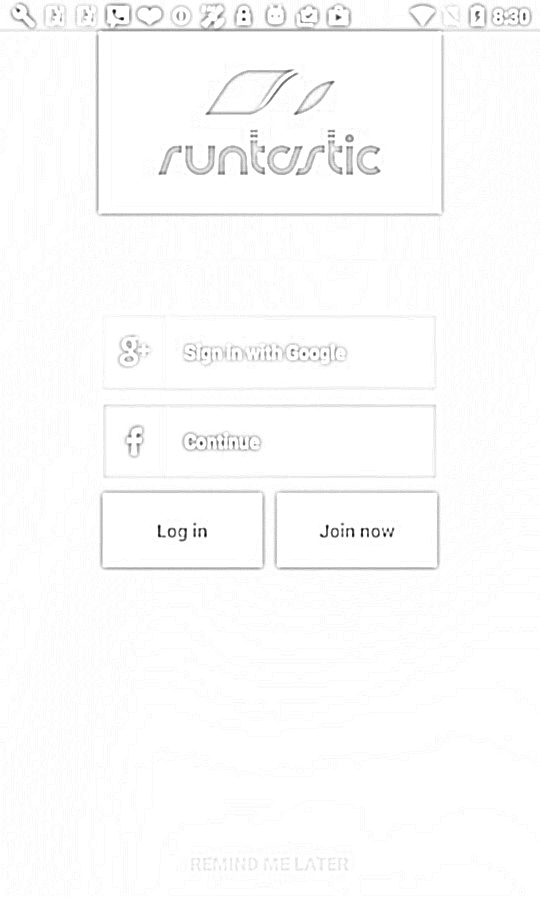 8:30
runtastic
g+ Sign in with Google
f Continue
Log in Join now
REMIND ME LATER